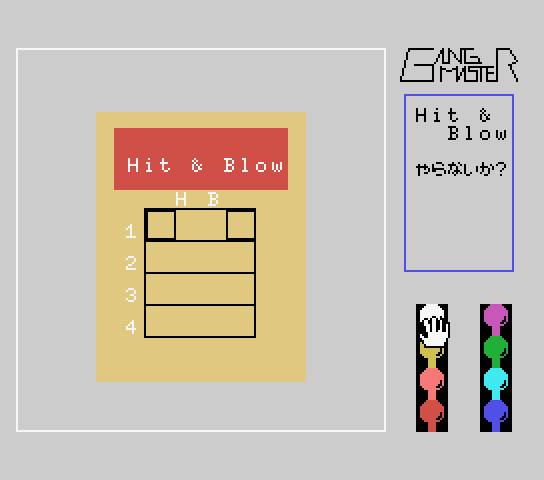 GANG
MASTER
Hit & Blow
H B
1
2
3
4
Hit &
Blow
やらないか?